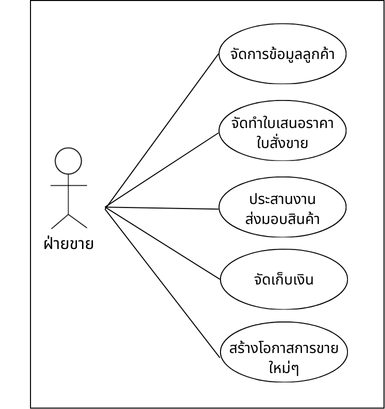 จัดการข้อมูลลูกค้า
จัดทำใบเสนอราคา
ใบสั่งขาย
ประสานงาน
ส่งมอบสินค้า
ฝ่ายขาย
จัดเก็บเงิน
สร้างโอกาสการขาย
ใหม่ๆ